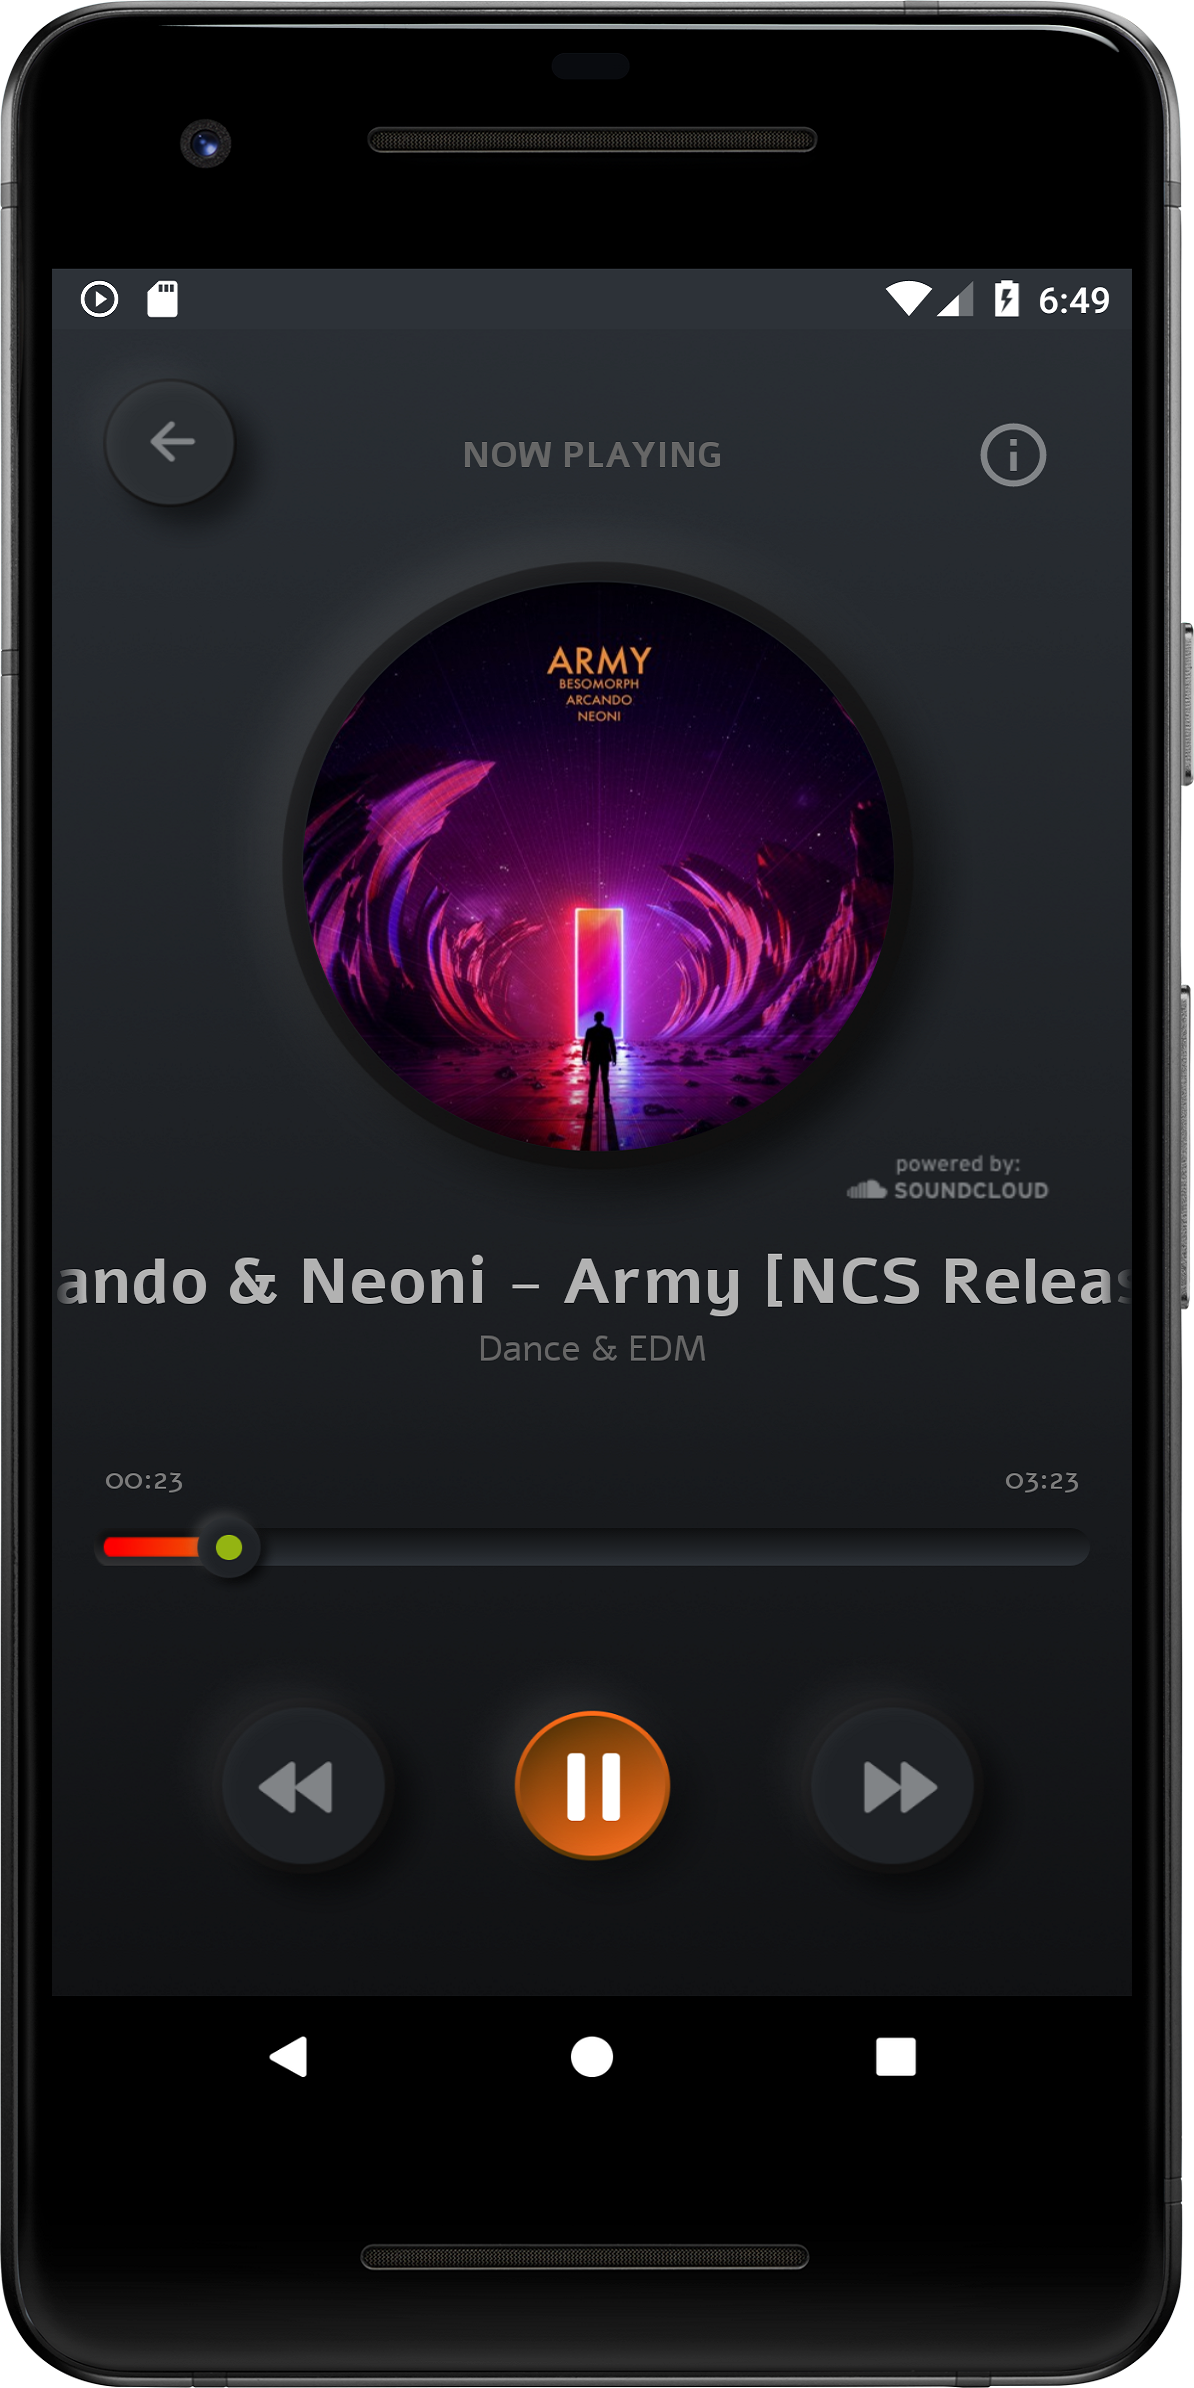 6:49
NOW PLAYING
ARMY
BESOMORPH
ARCANDO
NEONI
powered by:
SOUNDCLOUD
ando & Neoni – Army [NCS Releas
Dance & EDM
00:23
03:23